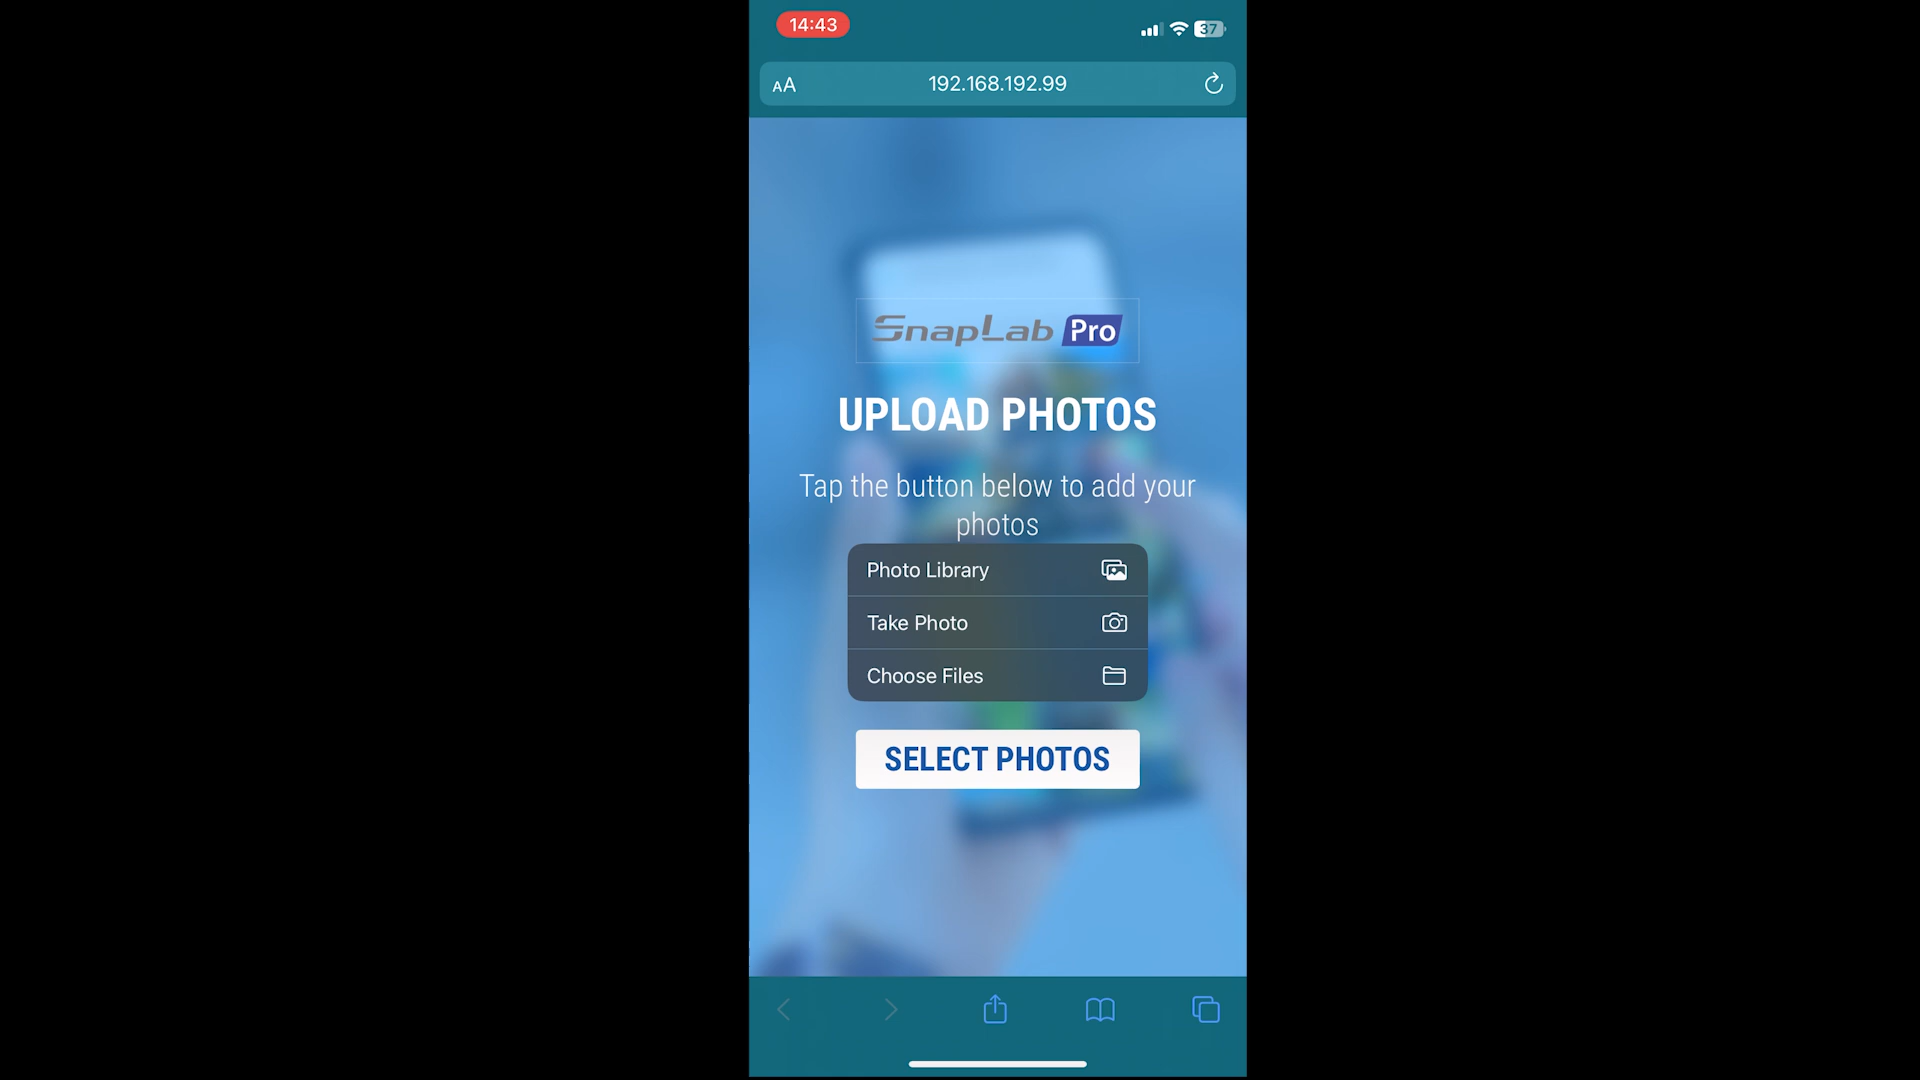 14:43
37
AA
192.168.192.99
SnapLab Pro
UPLOAD PHOTOS
Tap the button below to add your
photos
Photo Library
Take Photo
Choose Files
SELECT PHOTOS